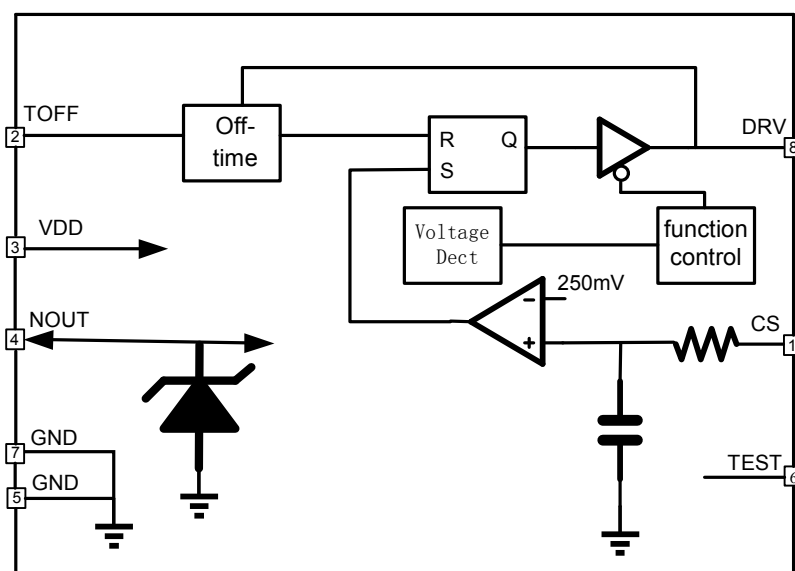 TOFF
2
Off-
time
R Q
S
DRV
8
VDD
3
Voltage
Dect
function
control
250mV
-
+
NOUT
4
CS
1
GND
7
GND
5
TEST
6